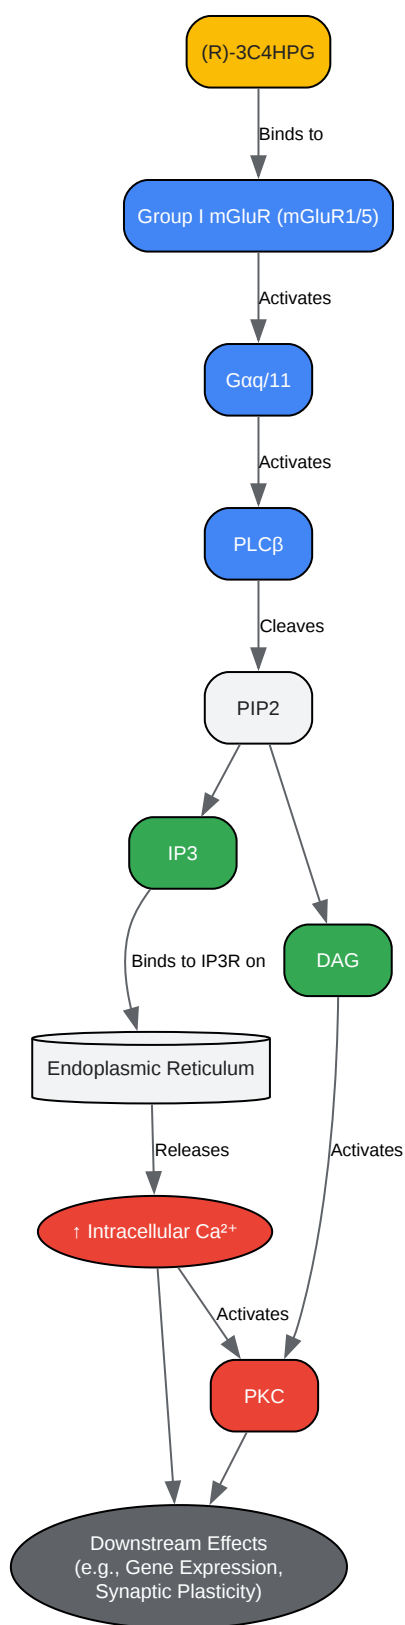 (R)-3C4HPG
Binds to
Group I mGluR (mGluR1/5)
Activates
Gαq/11
Activates
PLCβ
Cleaves
PIP2
IP3
DAG
Binds to IP3R on
Endoplasmic Reticulum
Releases
Activates
↑ Intracellular Ca²⁺
Activates
PKC
Downstream Effects
(e.g., Gene Expression,
Synaptic Plasticity)